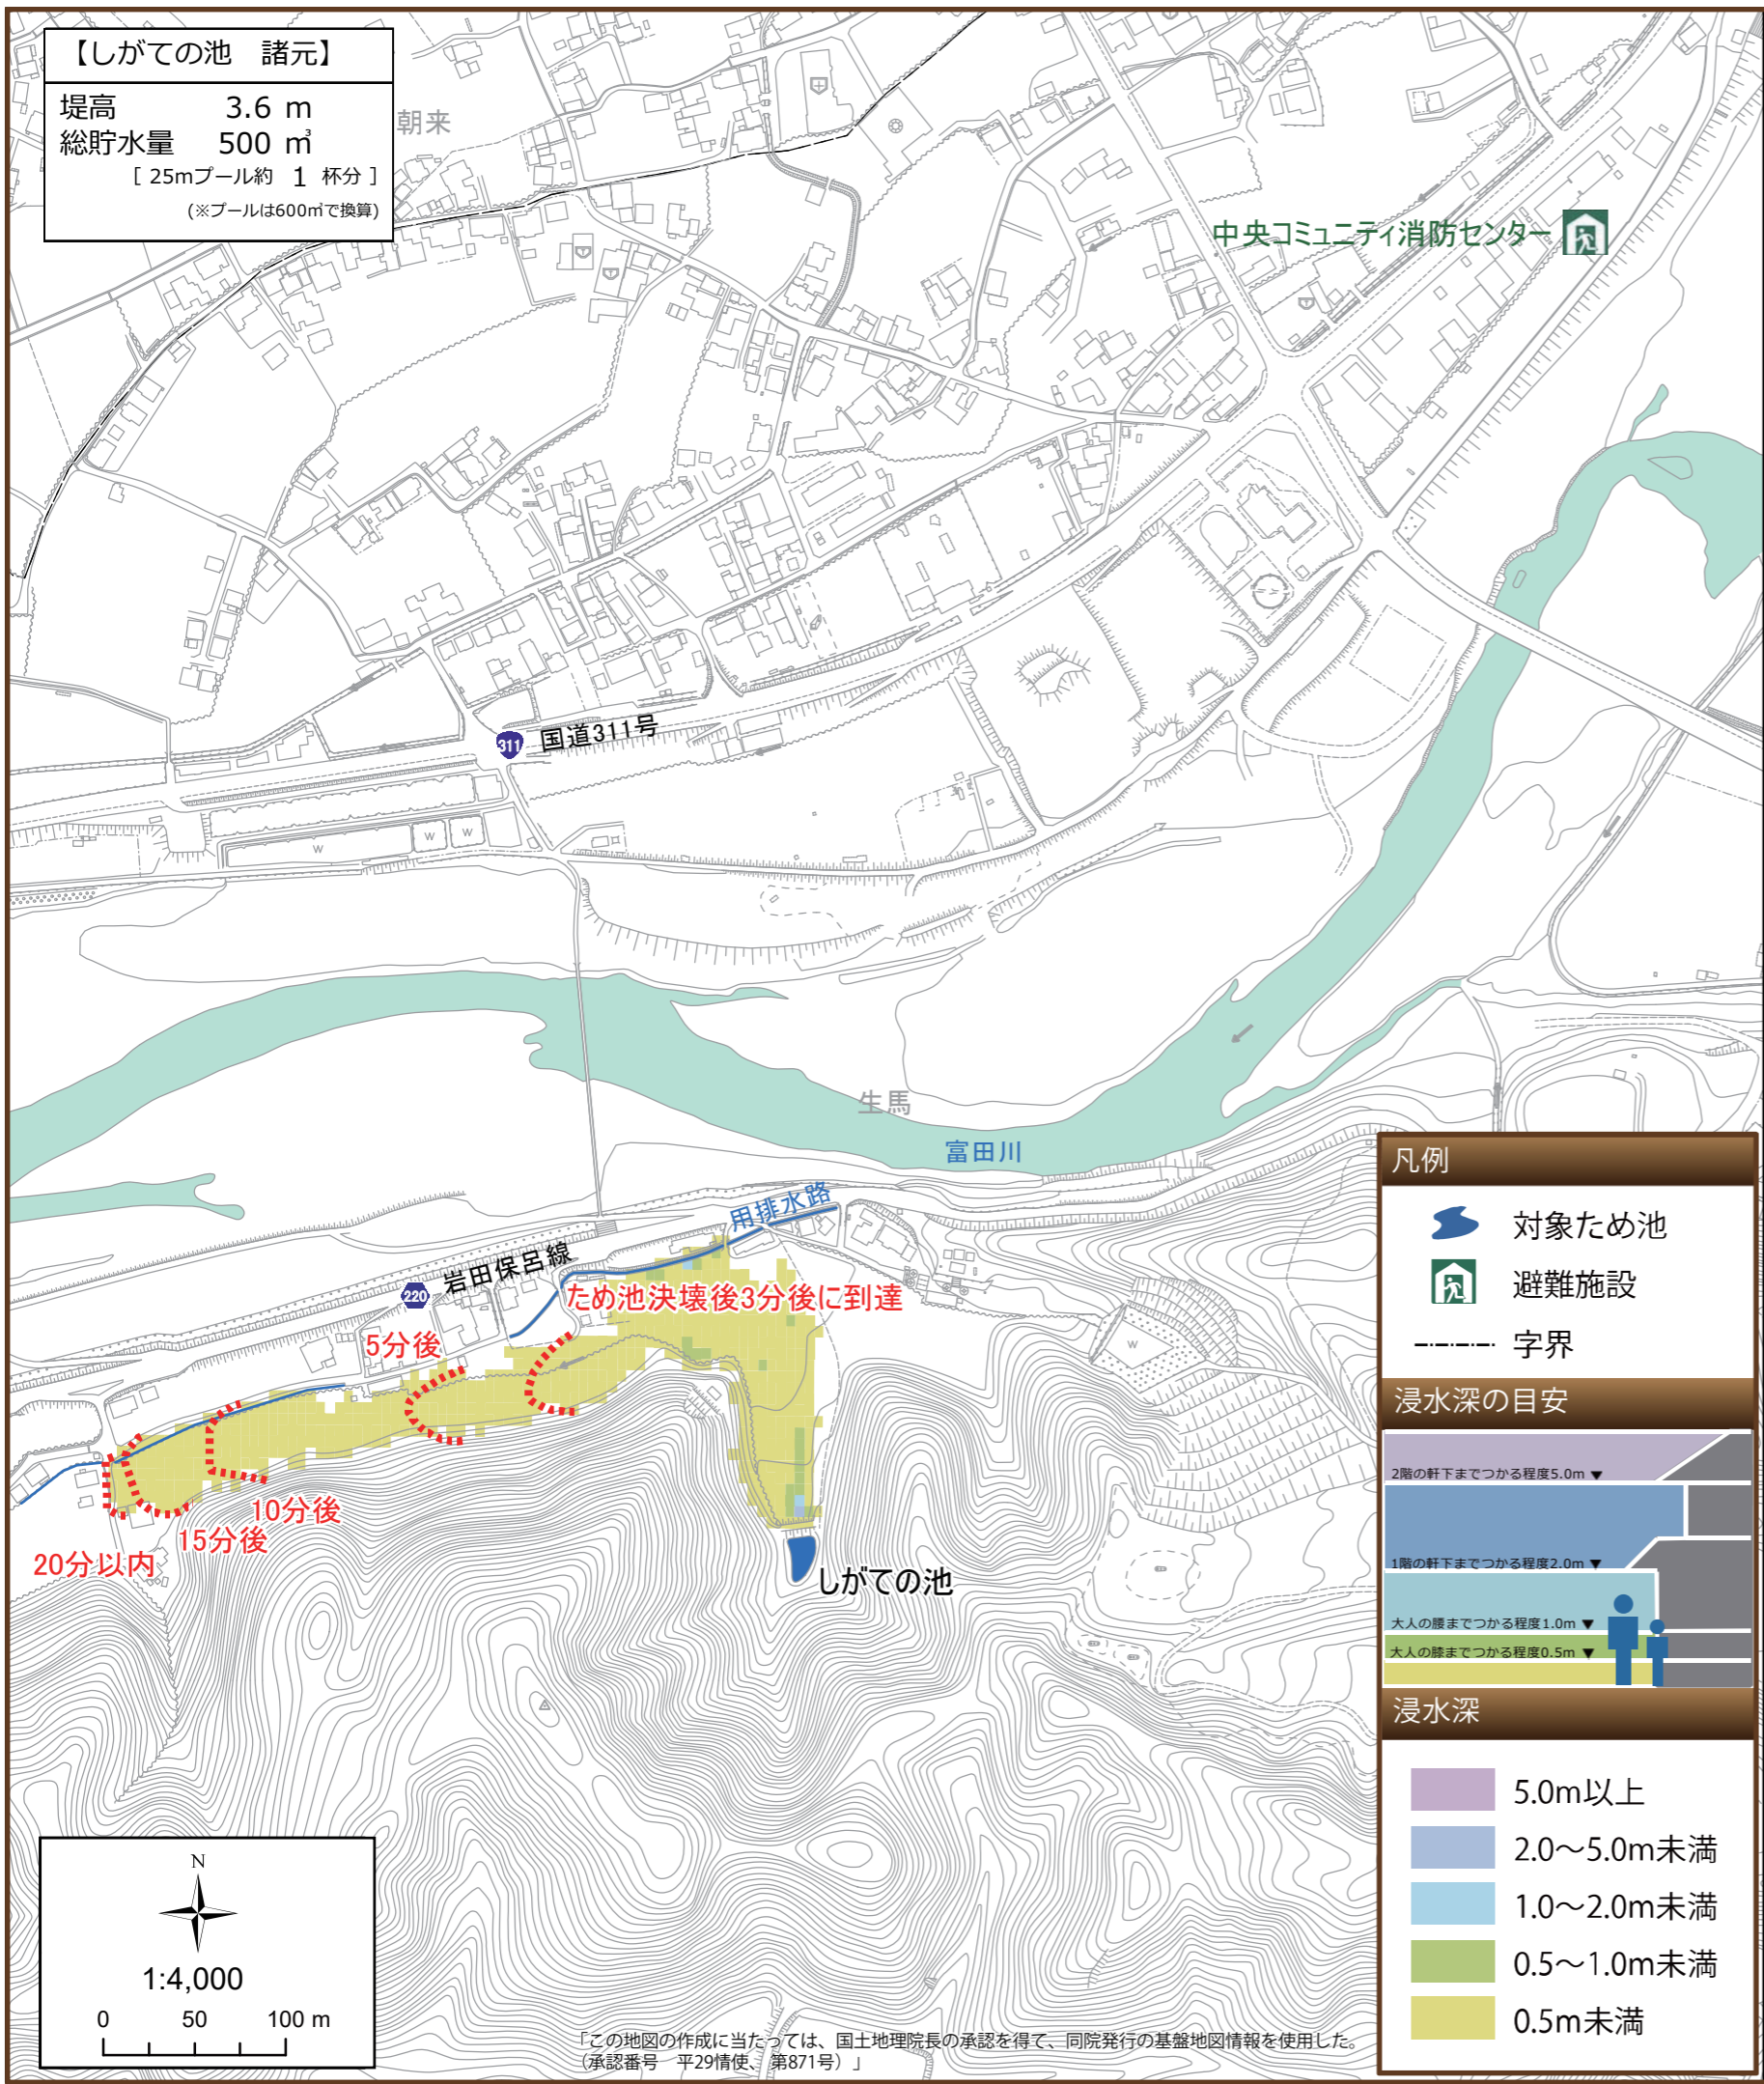 【しがての池　諸元】
堤高　3.6 m
総貯水量　500 ㎥
[ 25mプール約　1　杯分 ]
(※プールは600㎥で換算)
朝来
中央コミュニティ消防センター
311
国道311号
W
W
W
生馬
富田川
用排水路
岩田保呂線
220
ため池決壊後3分後に到達
5分後
W
10分後
15分後
20分以内
しがての池
凡例
対象ため池
避難施設
字界
浸水深の目安
2階の軒下までつかる程度5.0m ▼
1階の軒下までつかる程度2.0m ▼
大人の腰までつかる程度1.0m ▼
大人の膝までつかる程度0.5m ▼
浸水深
5.0m以上
2.0～5.0m未満
1.0～2.0m未満
0.5～1.0m未満
0.5m未満
N
1:4,000
0　50　100 m
「この地図の作成に当たっては、国土地理院長の承認を得て、同院発行の基盤地図情報を使用した。
（承認番号　平29情使、　第871号）」